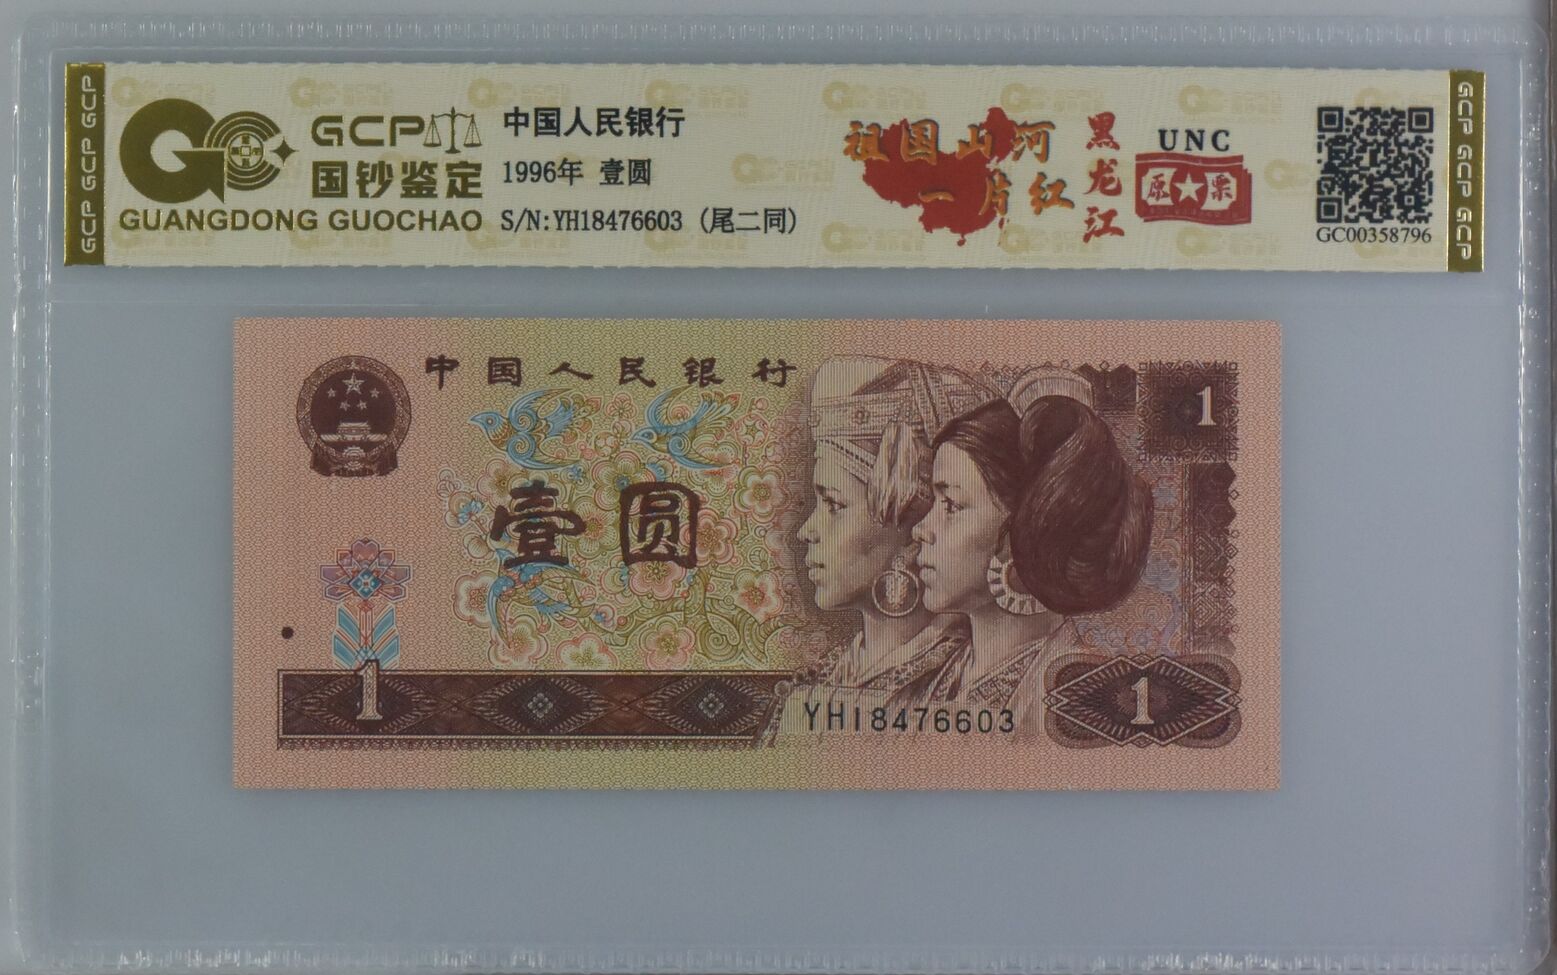 GCP GCP GCP
GCP
国钞鉴定
GUANGDONG GUOCHAO
中国人民银行
1996年 壹圆
S/N:YH18476603 (尾二同)
祖国山河
一片红
黑龙江
UNC
原★票
GC00358796
GCP GCP GCP
中国人民银行
1
壹圆
1
YH18476603
1